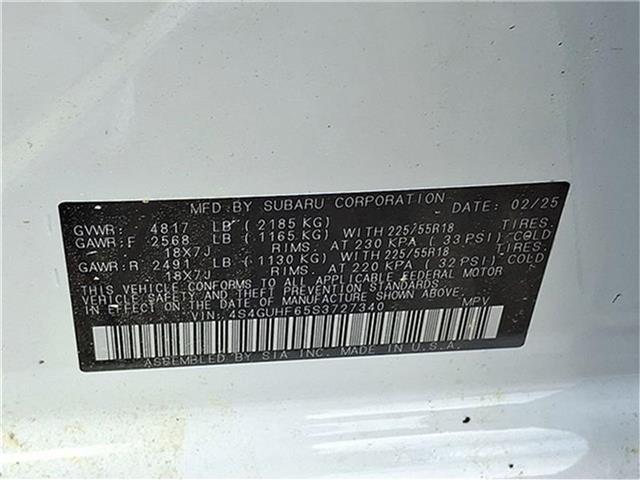 MFD BY SUBARU CORPORATION DATE: 02/25
GVWR: 4817 LB (2185 KG)
GAWR:F 2568 LB (1165 KG) WITH 225/55R18 TIRES.
18X7J RIMS. AT 230 KPA (33 PSI) COLD
GAWR:R 2491 LB (1130 KG) WITH 225/55R18 TIRES.
18X7J RIMS. AT 220 KPA (32 PSI) COLD
THIS VEHICLE CONFORMS TO ALL APPLICABLE FEDERAL MOTOR
VEHICLE SAFETY AND THEFT PREVENTION STANDARDS
IN EFFECT ON THE DATE OF MANUFACTURE SHOWN ABOVE.
VIN: 4S4GUHF65S3727340 MPV
ASSEMBLED BY SIA INC. MADE IN U.S.A.